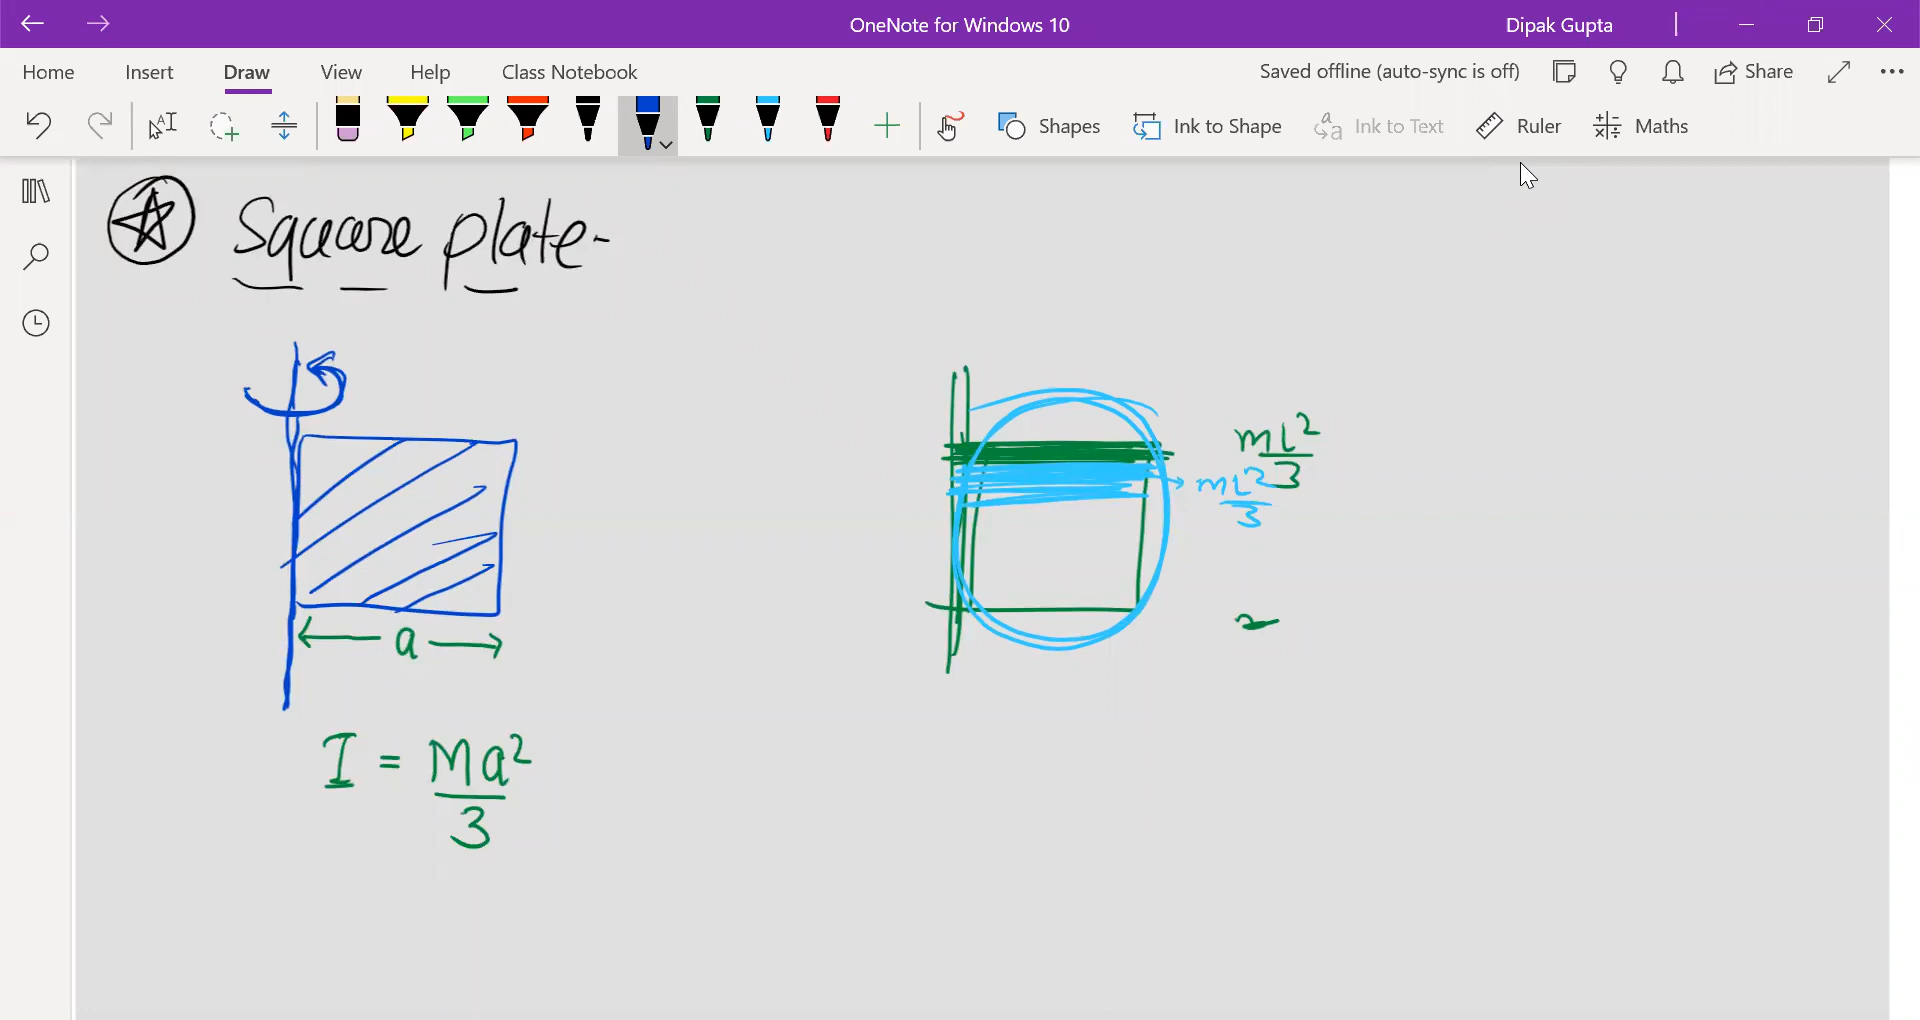 OneNote for Windows 10
Dipak Gupta
Home Insert Draw View Help Class Notebook
Saved offline (auto-sync is off) Share
Shapes Ink to Shape Ink to Text Ruler Maths
Square plate-
a
I = Ma²/3
mL²/3
mL²/3